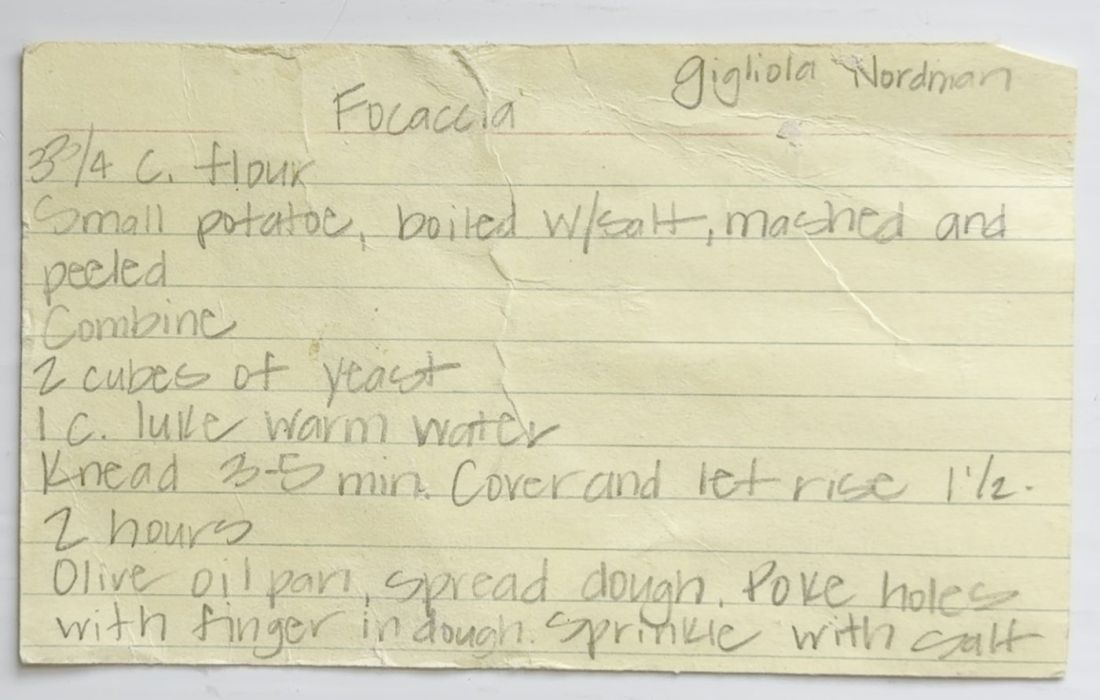 Gigliola Nordman
Focaccia
3 3/4 C. flour
Small potatoe, boiled w/salt, mashed and
peeled
Combine
2 cubes of yeast
1 c. luke warm water
Knead 3-5 min. Cover and let rise 1 1/2-
2 hours
Olive oil pan, spread dough. Poke holes
with finger in dough. Sprinkle with salt